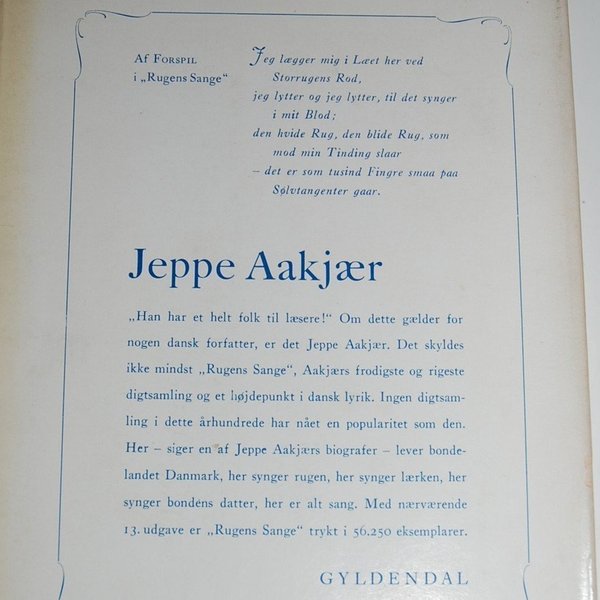 Af Forspil
i „Rugens Sange“
Jeg lægger mig i Læet her ved
Storrugens Rod,
jeg lytter og jeg lytter, til det synger
i mit Blod;
den hvide Rug, den blide Rug, som
mod min Tinding slaar
– det er som tusind Fingre smaa paa
Sølvtangenter gaar.
Jeppe Aakjær
„Han har et helt folk til læsere!“ Om dette gælder for
nogen dansk forfatter, er det Jeppe Aakjær. Det skyldes
ikke mindst „Rugens Sange“, Aakjærs frodigste og rigeste
digtsamling og et højdepunkt i dansk lyrik. Ingen digtsam-
ling i dette århundrede har nået en popularitet som den.
Her – siger en af Jeppe Aakjærs biografer – lever bonde-
landet Danmark, her synger rugen, her synger lærken, her
synger bondens datter, her er alt sang. Med nærværende
13. udgave er „Rugens Sange“ trykt i 56.250 eksemplarer.
GYLDENDAL